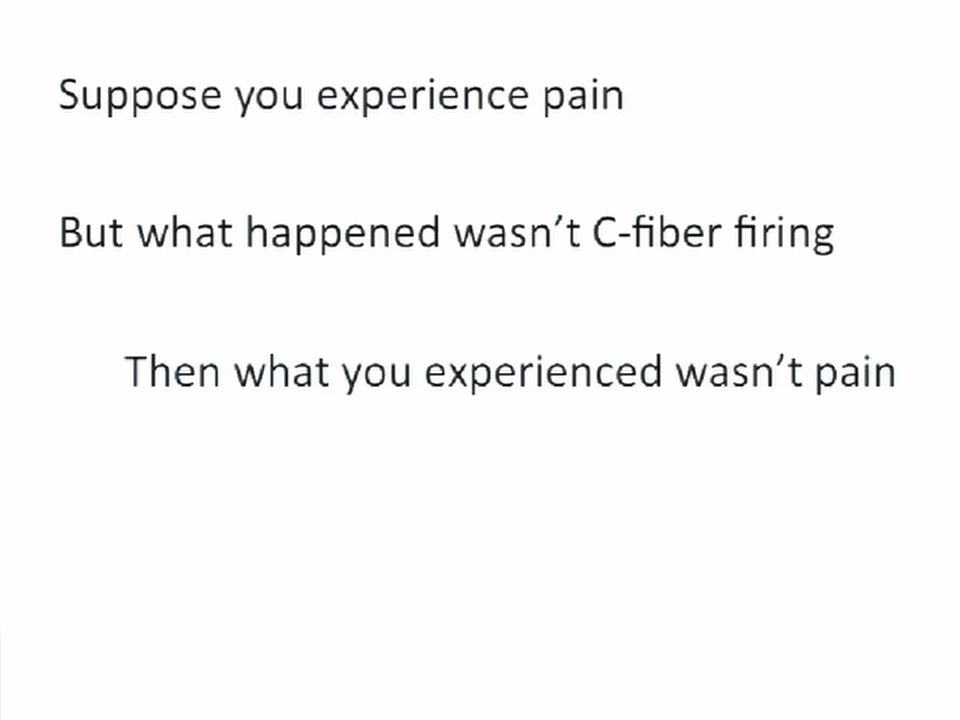 Suppose you experience pain
But what happened wasn’t C-fiber firing
Then what you experienced wasn’t pain